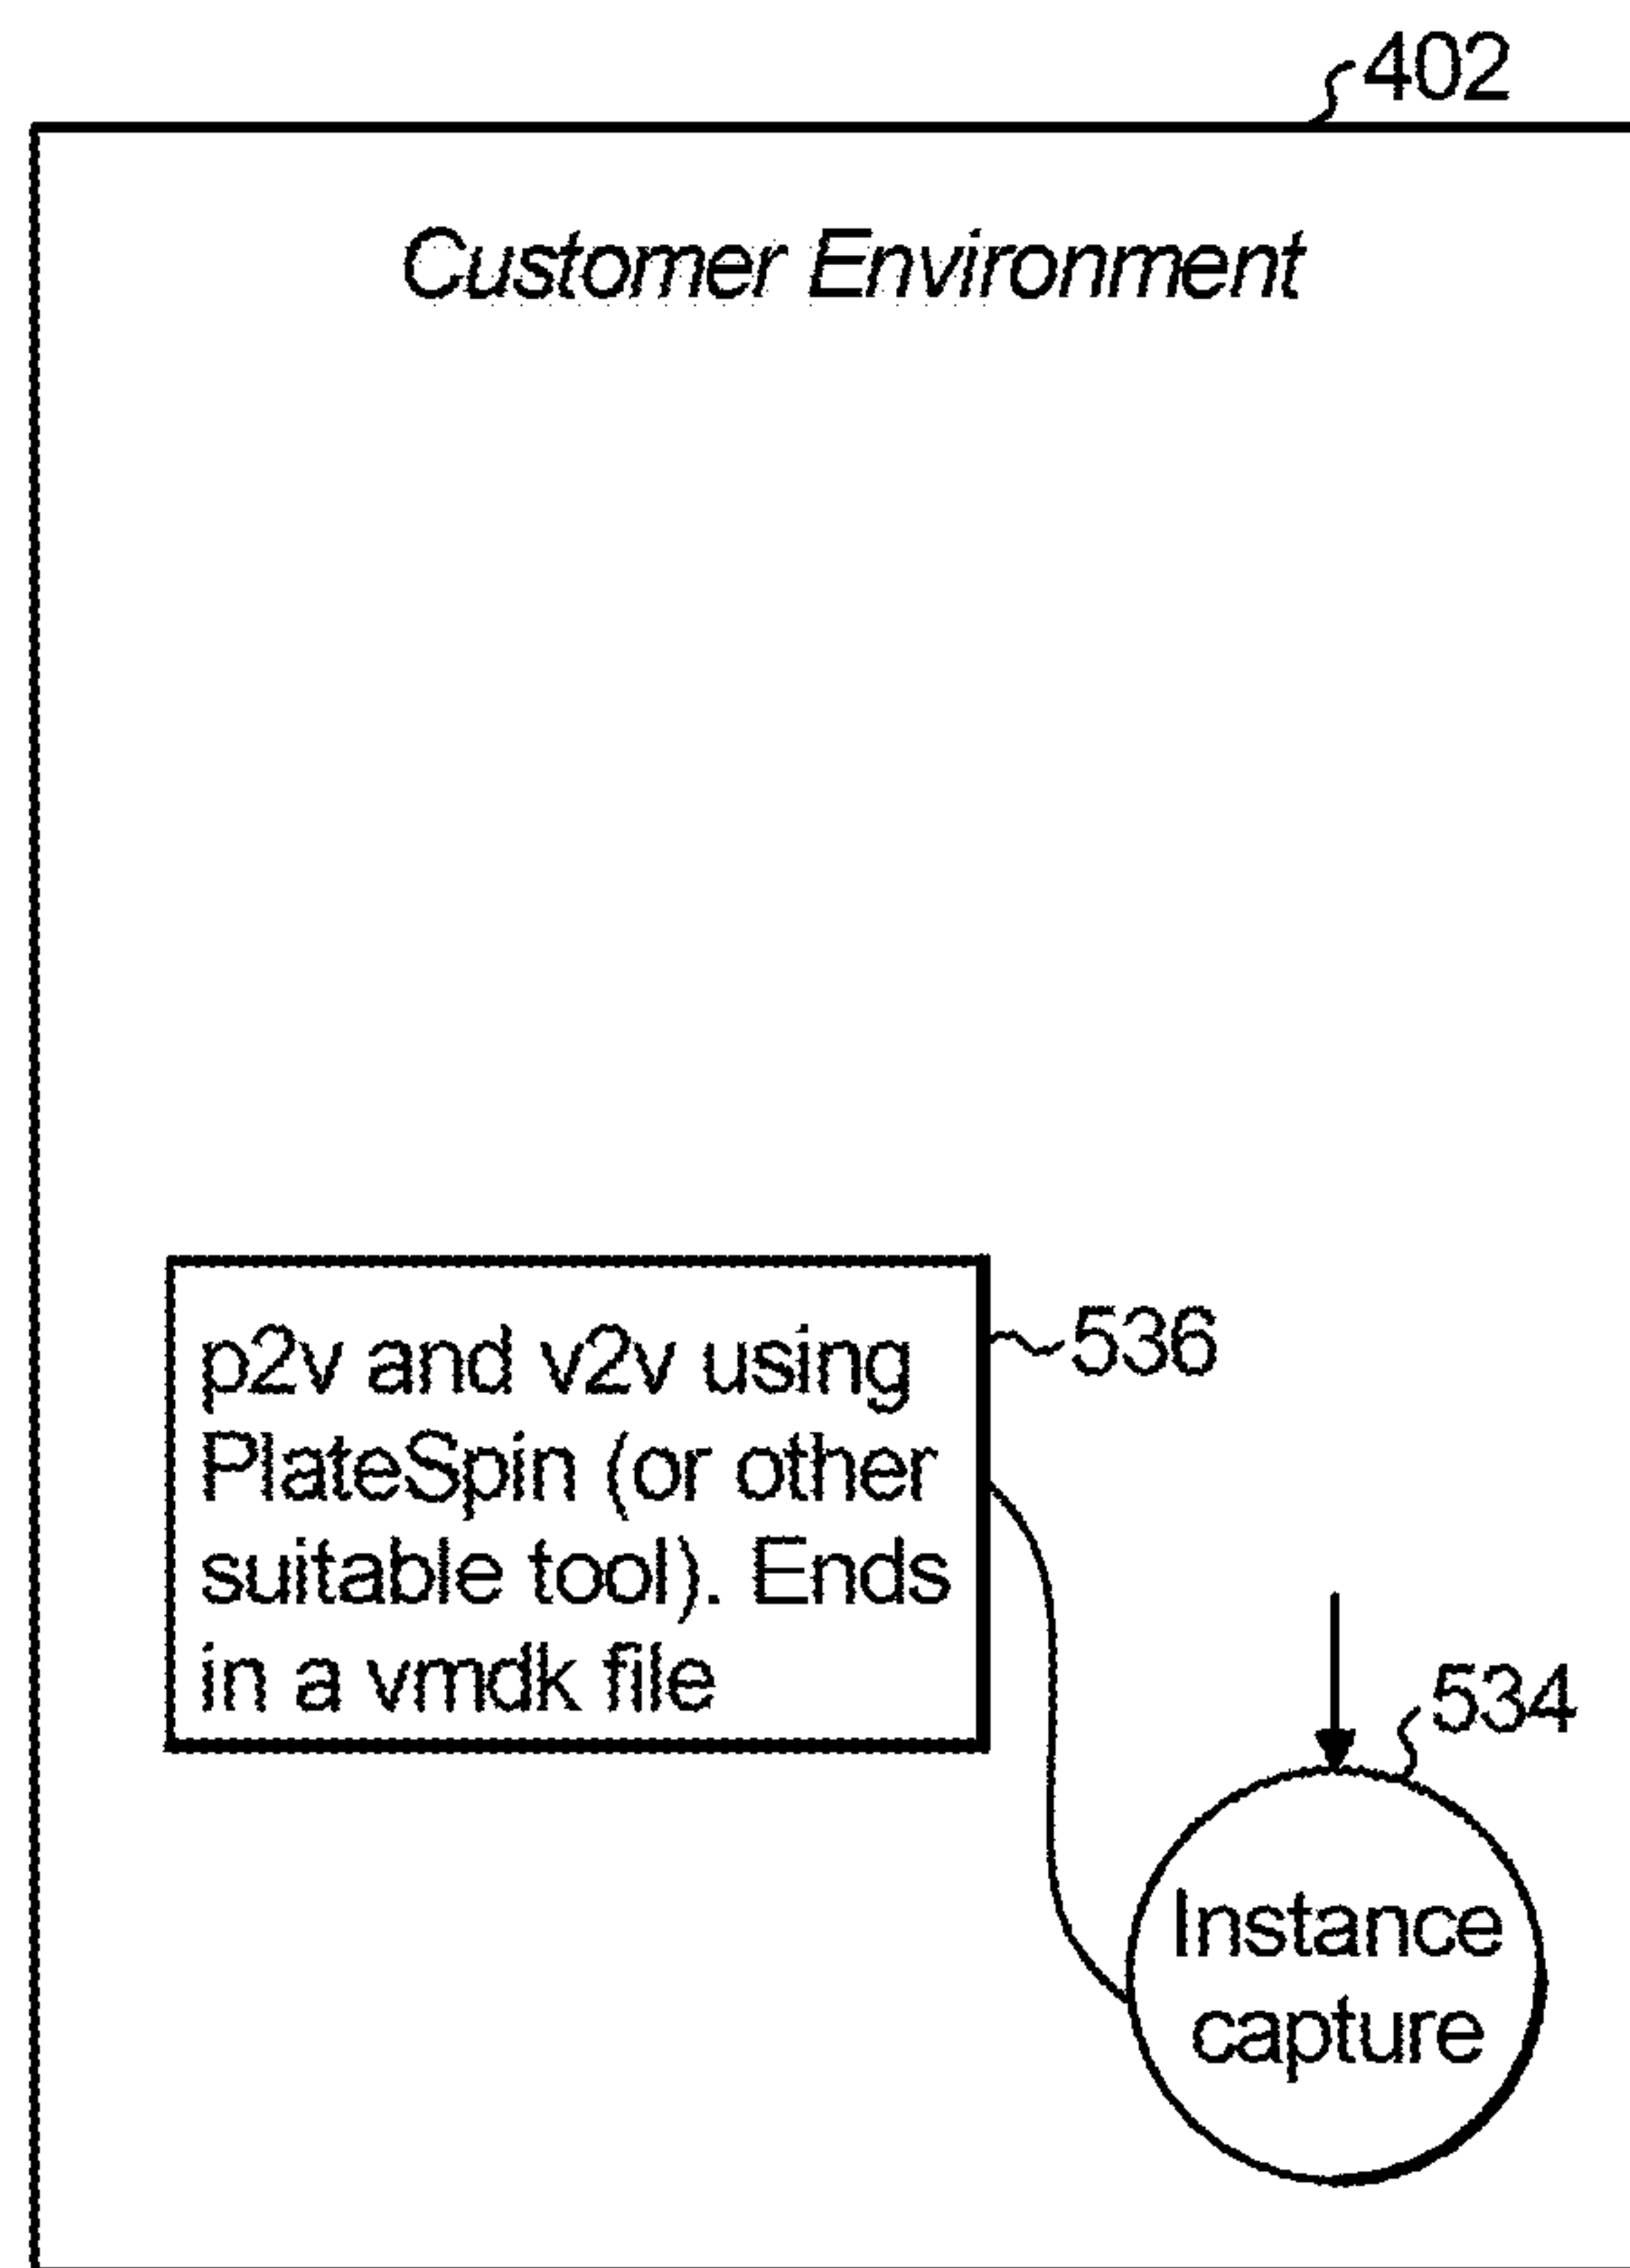 402
Customer Environment
p2v and v2v using
PlateSpin (or other
suitable tool). Ends
in a vmdk file
536
534
Instance
capture